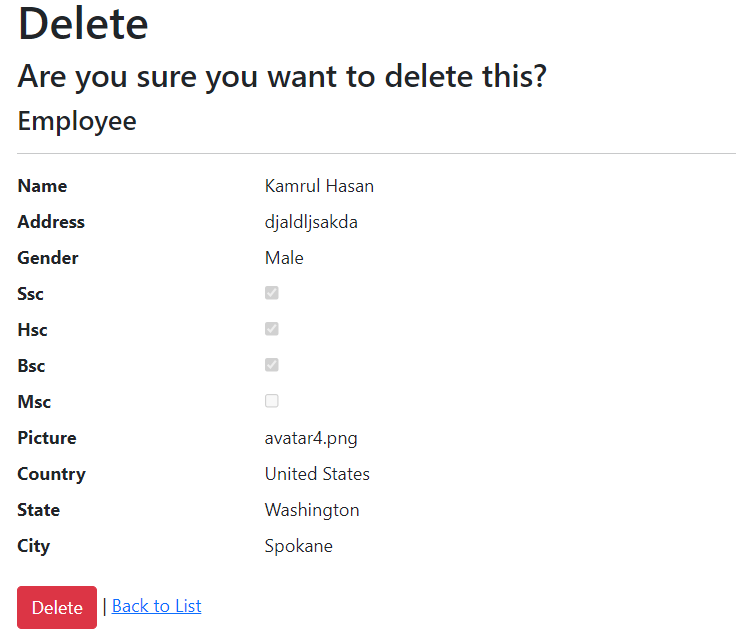 Delete
Are you sure you want to delete this?
Employee
Name Kamrul Hasan
Address djaldljsakda
Gender Male
Ssc
Hsc
Bsc
Msc
Picture avatar4.png
Country United States
State Washington
City Spokane
Delete | Back to List